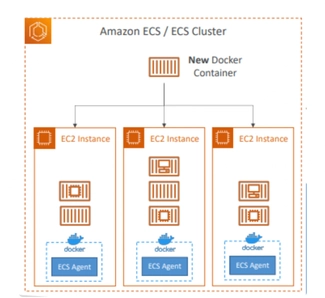 Amazon ECS / ECS Cluster
New Docker
Container
EC2 Instance
EC2 Instance
EC2 Instance
docker
docker
docker
ECS Agent
ECS Agent
ECS Agent